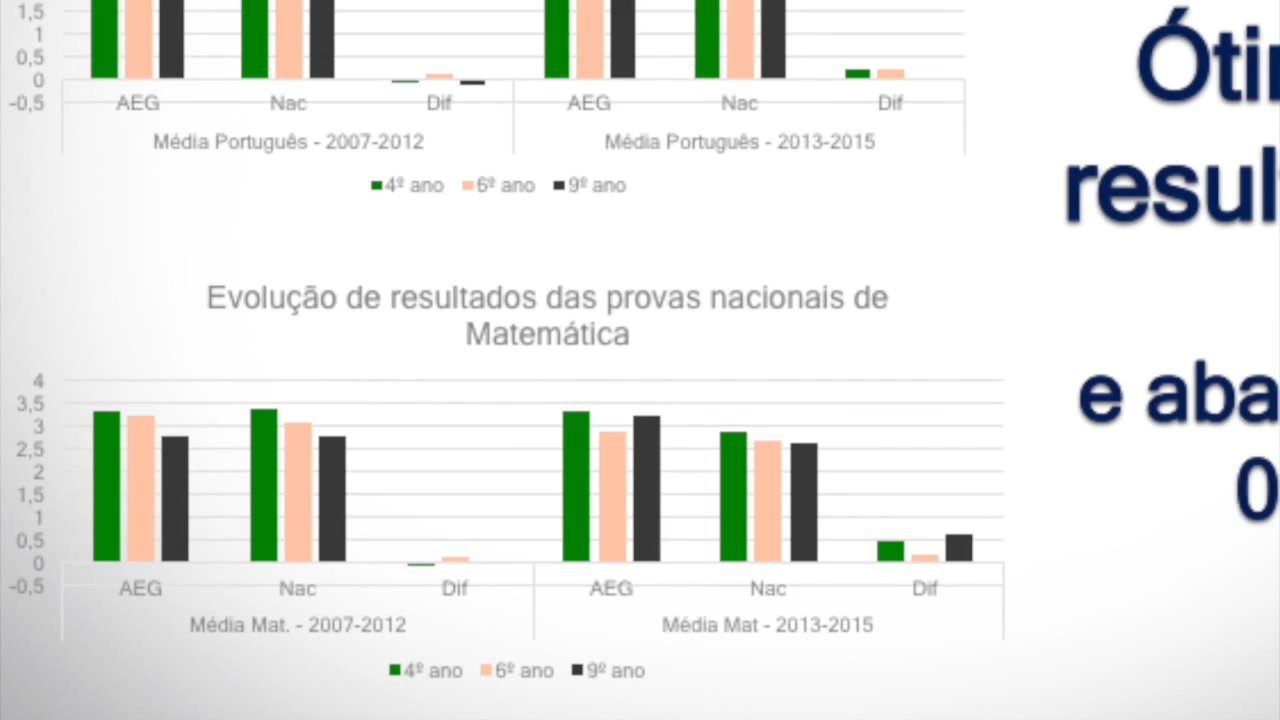 1,5
1
0,5
0
-0,5
AEG Nac Dif AEG Nac Dif
Média Português - 2007-2012 Média Português - 2013-2015
4º ano 6º ano 9º ano
Evolução de resultados das provas nacionais de
Matemática
4
3,5
3
2,5
2
1,5
1
0,5
0
-0,5
AEG Nac Dif AEG Nac Dif
Média Mat. - 2007-2012 Média Mat - 2013-2015
4º ano 6º ano 9º ano
e
0